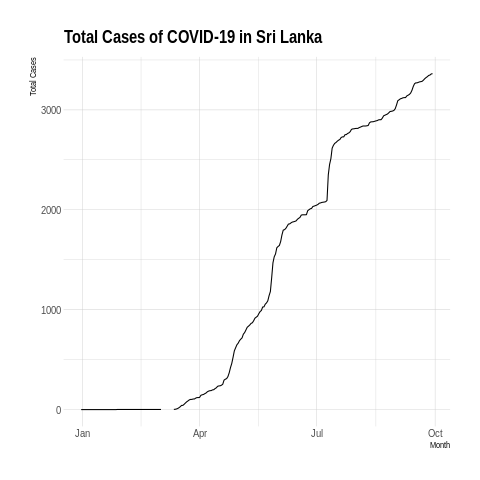 Total Cases of COVID-19 in Sri Lanka
Total Cases
3000
2000
1000
0
Jan Apr Jul Oct
Month